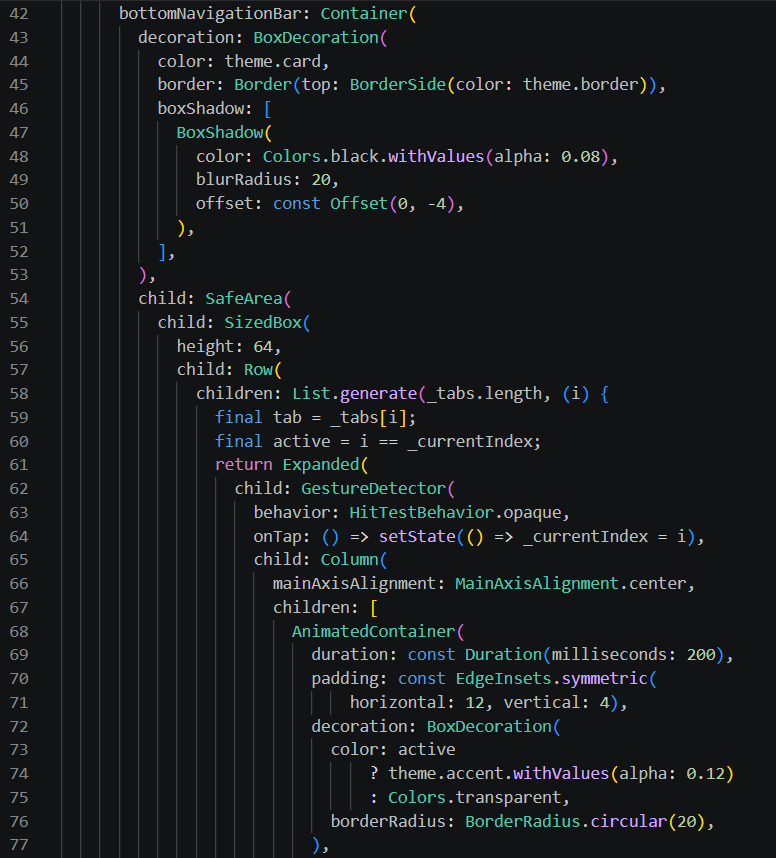 42 bottomNavigationBar: Container(
43 decoration: BoxDecoration(
44 color: theme.card,
45 border: Border(top: BorderSide(color: theme.border)),
46 boxShadow: [
47 BoxShadow(
48 color: Colors.black.withValues(alpha: 0.08),
49 blurRadius: 20,
50 offset: const Offset(0, -4),
51 ),
52 ],
53 ),
54 child: SafeArea(
55 child: SizedBox(
56 height: 64,
57 child: Row(
58 children: List.generate(_tabs.length, (i) {
59 final tab = _tabs[i];
60 final active = i == _currentIndex;
61 return Expanded(
62 child: GestureDetector(
63 behavior: HitTestBehavior.opaque,
64 onTap: () => setState(() => _currentIndex = i),
65 child: Column(
66 mainAxisAlignment: MainAxisAlignment.center,
67 children: [
68 AnimatedContainer(
69 duration: const Duration(milliseconds: 200),
70 padding: const EdgeInsets.symmetric(
71 horizontal: 12, vertical: 4),
72 decoration: BoxDecoration(
73 color: active
74 ? theme.accent.withValues(alpha: 0.12)
75 : Colors.transparent,
76 borderRadius: BorderRadius.circular(20),
77 ),